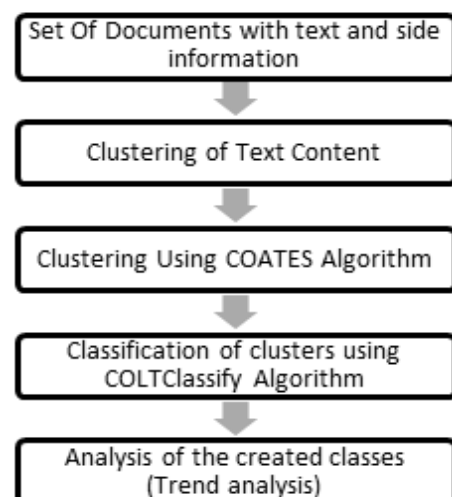 Set Of Documents with text and side
information
Clustering of Text Content
Clustering Using COATES Algorithm
Classification of clusters using
COLTClassify Algorithm
Analysis of the created classes
(Trend analysis)